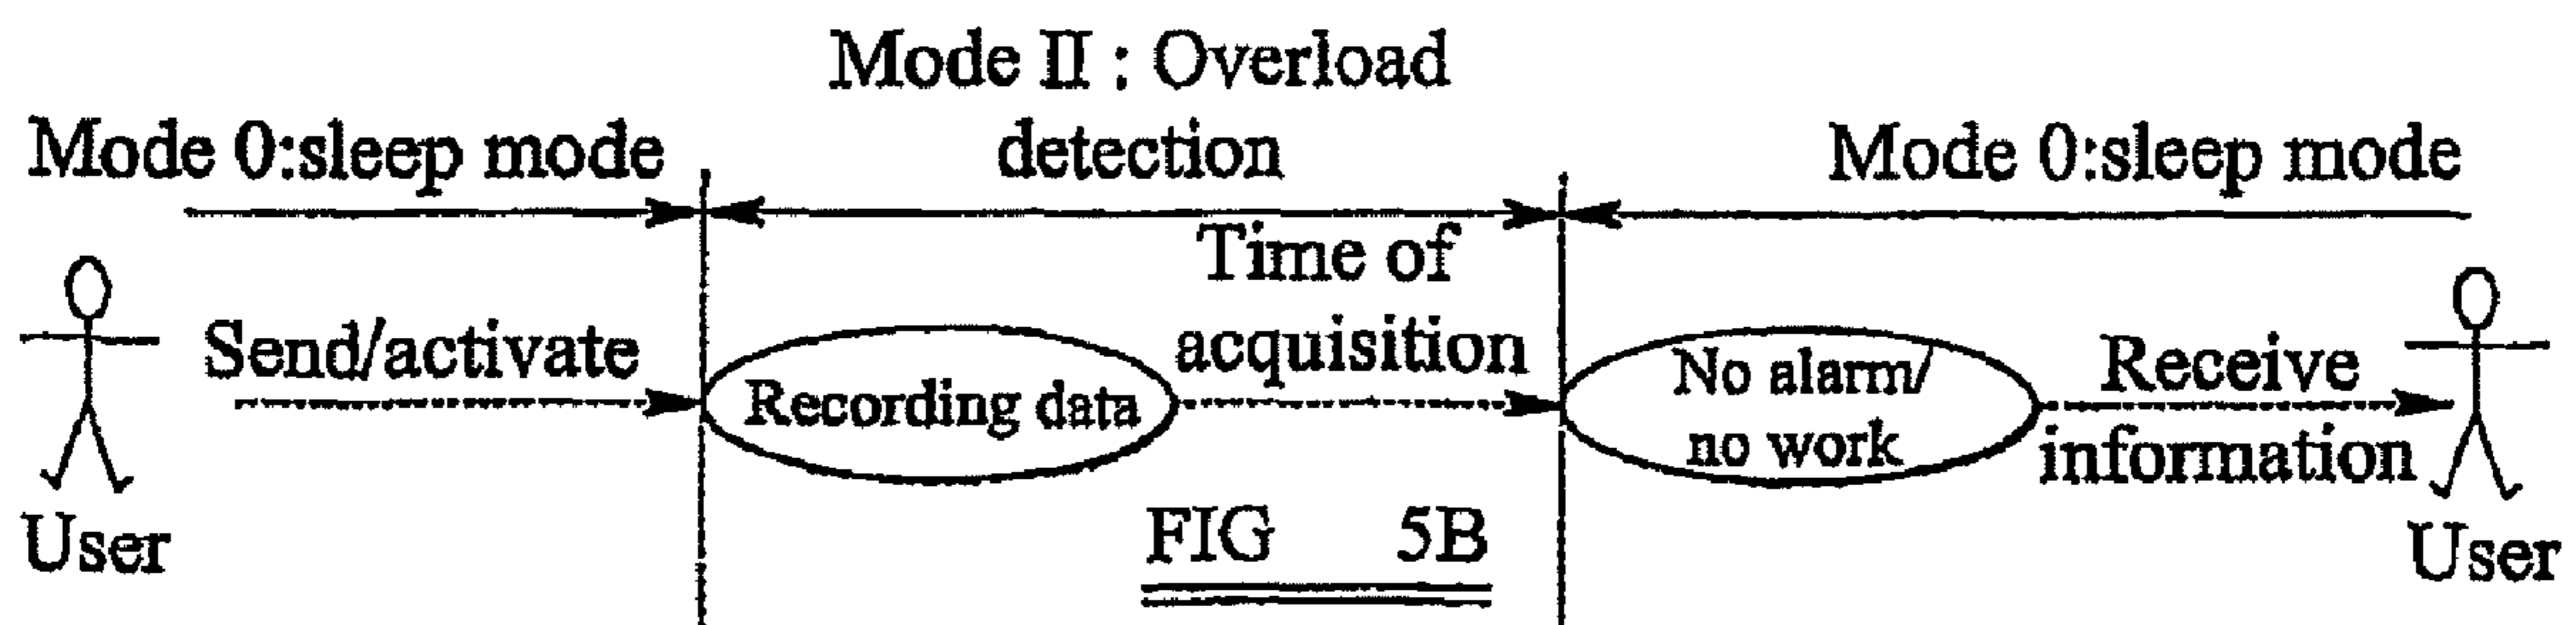 Mode II : Overload
detection
Mode 0:sleep mode
Mode 0:sleep mode
Time of
acquisition
Send/activate
Recording data
No alarm/
no work
Receive
information
User
User
FIG 5B